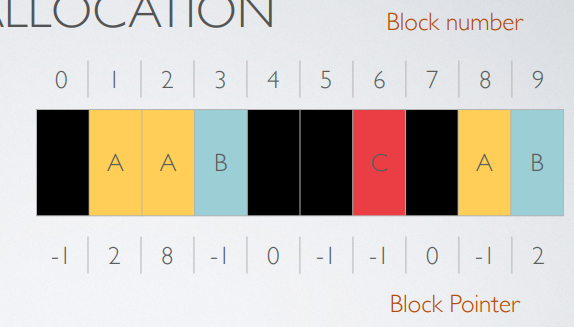 ALLOCATION
Block number
0 1 2 3 4 5 6 7 8 9
A A B C A B
-1 2 8 -1 0 -1 -1 0 -1 2
Block Pointer